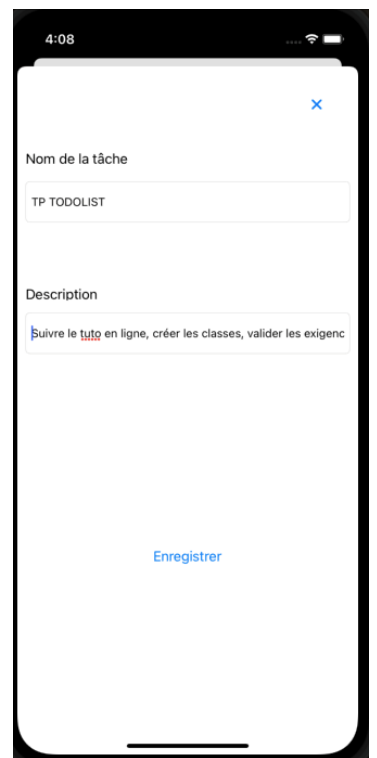 4:08
Nom de la tâche
TP TODOLIST
Description
Suivre le tuto en ligne, créer les classes, valider les exigenc
Enregistrer